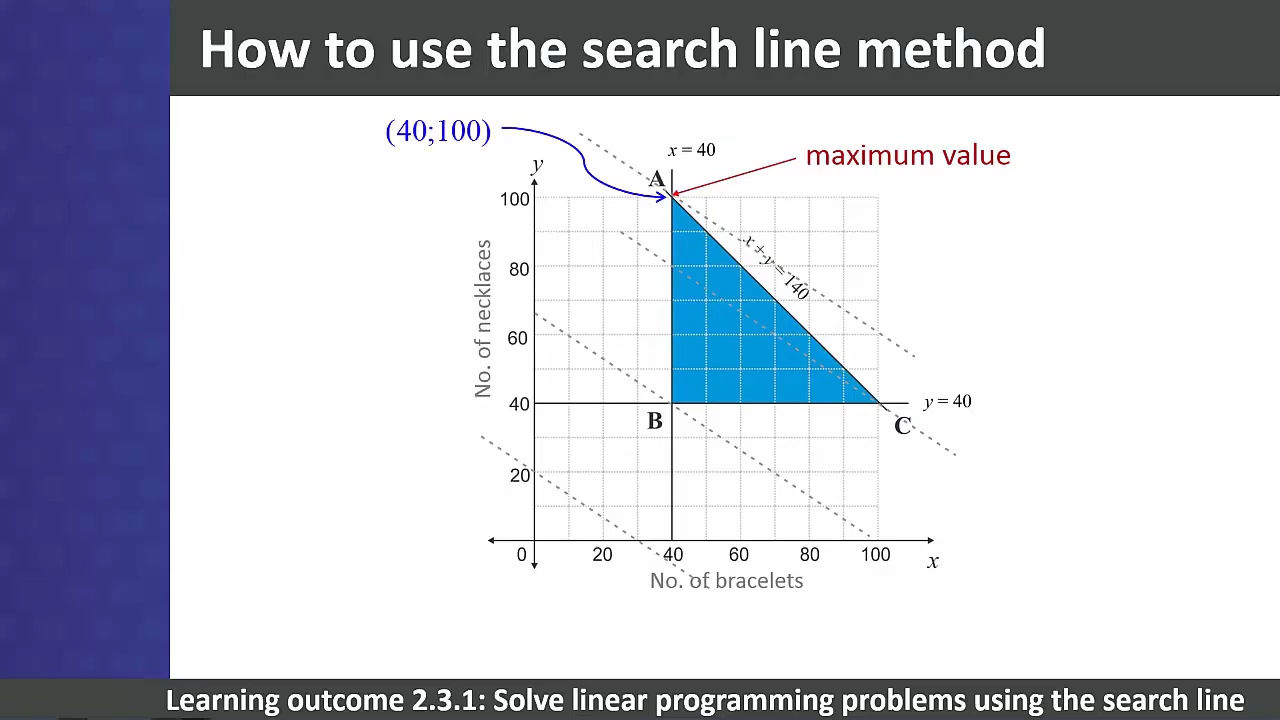 How to use the search line method
(40;100)
x = 40
maximum value
y
A
100
x + y = 140
80
No. of necklaces
60
40
y = 40
B
C
20
0
20
40
60
80
100
x
No. of bracelets
Learning outcome 2.3.1: Solve linear programming problems using the search line